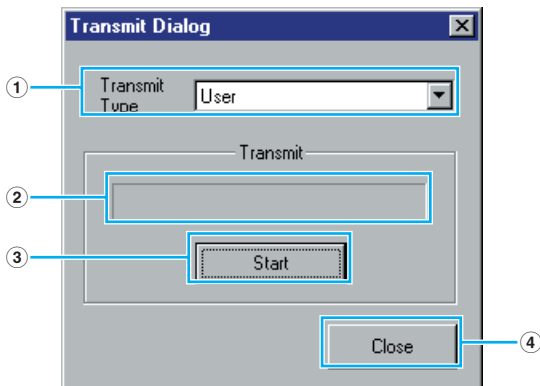 Transmit Dialog
1
Transmit
Type
User
Transmit
2
3
Start
Close
4